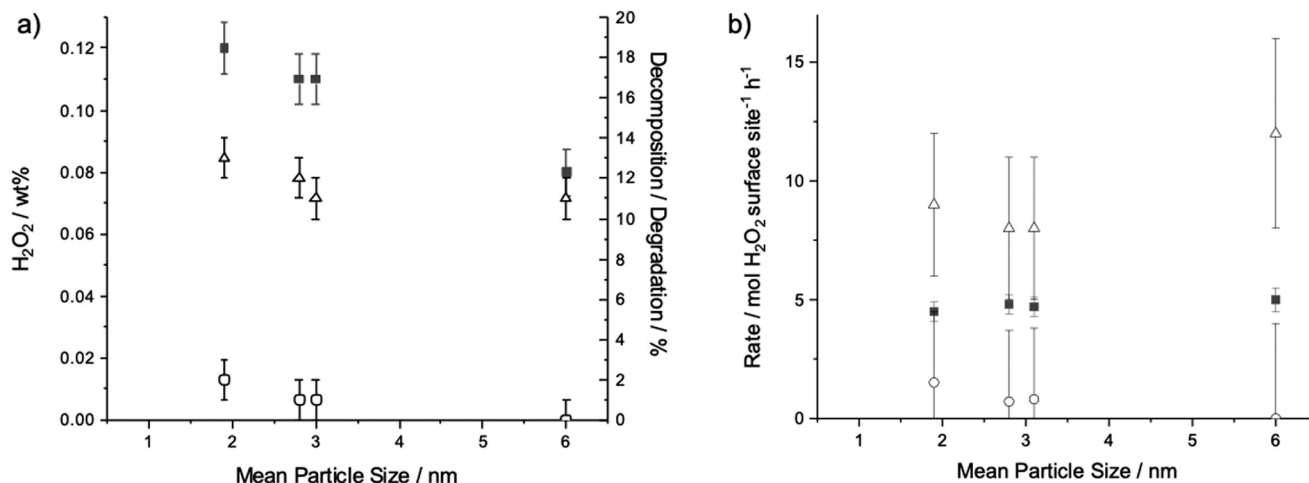 a)
H₂O₂ / wt%
0.12
0.10
0.08
0.06
0.04
0.02
0.00
20
18
16
14
12
10
8
6
4
2
0
Decomposition / Degradation / %
1 2 3 4 5 6
Mean Particle Size / nm
b)
Rate / mol H₂O₂ surface site⁻¹ h⁻¹
15
10
5
0
1 2 3 4 5 6
Mean Particle Size / nm